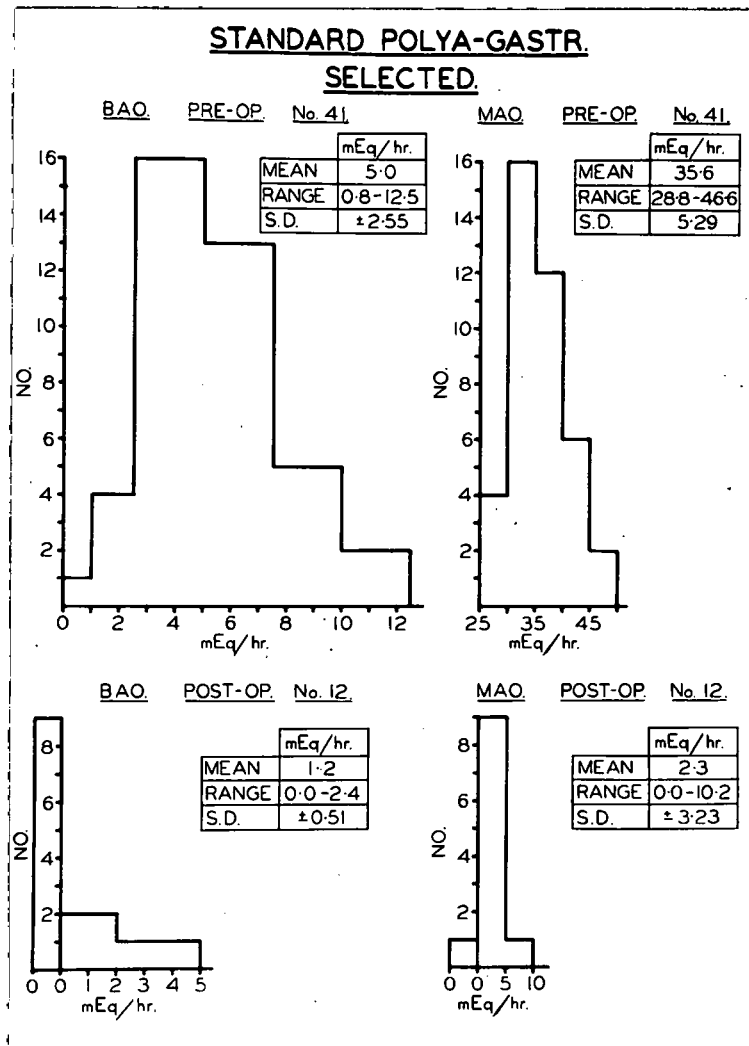 STANDARD POLYA-GASTR.
SELECTED.
BAO. PRE-OP. No. 41.
mEq/hr.
MEAN 5·0
RANGE 0·8-12·5
S.D. ±2·55
NO.
16
14
12
10
8
6
4
2
0 2 4 6 8 10 12
mEq/hr.
MAO. PRE-OP. No. 41.
mEq/hr.
MEAN 35·6
RANGE 28·8-46·6
S.D. 5·29
NO.
16
14
12
10
8
6
4
2
25 35 45
mEq/hr.
BAO. POST-OP. No. 12.
mEq/hr.
MEAN 1·2
RANGE 0·0-2·4
S.D. ±0·51
NO.
8
6
4
2
0 0 1 2 3 4 5
mEq/hr.
MAO. POST-OP. No. 12.
mEq/hr.
MEAN 2·3
RANGE 0·0-10·2
S.D. ±3·23
NO.
8
6
4
2
0 0 5 10
mEq/hr.